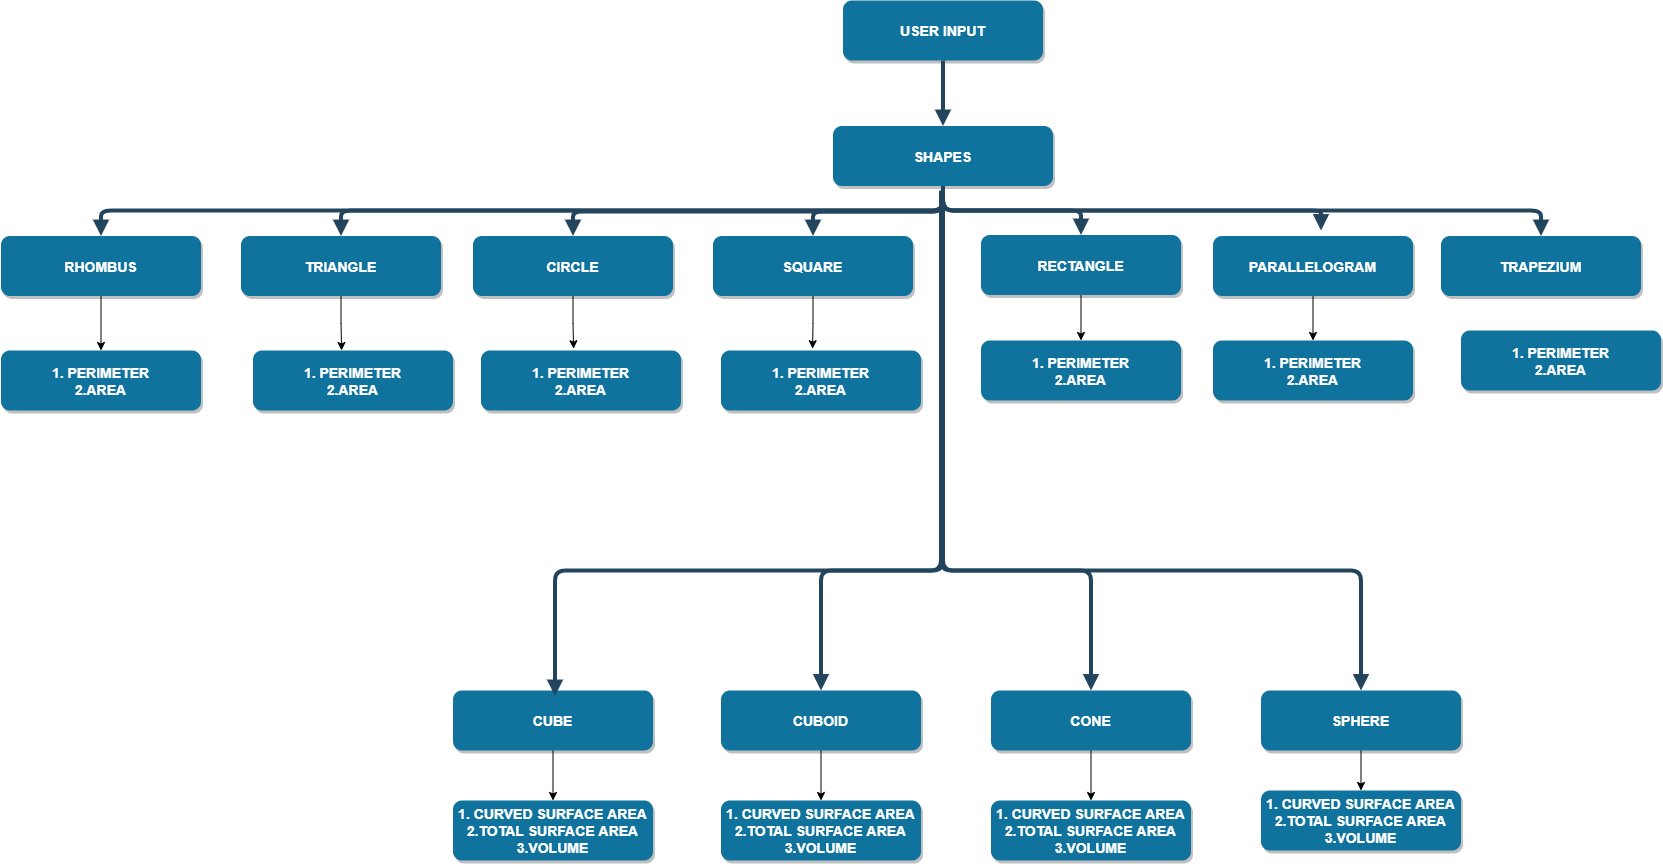 USER INPUT
SHAPES
RHOMBUS
TRIANGLE
CIRCLE
SQUARE
RECTANGLE
PARALLELOGRAM
TRAPEZIUM
1. PERIMETER
2.AREA
1. PERIMETER
2.AREA
1. PERIMETER
2.AREA
1. PERIMETER
2.AREA
1. PERIMETER
2.AREA
1. PERIMETER
2.AREA
1. PERIMETER
2.AREA
CUBE
CUBOID
CONE
SPHERE
1. CURVED SURFACE AREA
2.TOTAL SURFACE AREA
3.VOLUME
1. CURVED SURFACE AREA
2.TOTAL SURFACE AREA
3.VOLUME
1. CURVED SURFACE AREA
2.TOTAL SURFACE AREA
3.VOLUME
1. CURVED SURFACE AREA
2.TOTAL SURFACE AREA
3.VOLUME